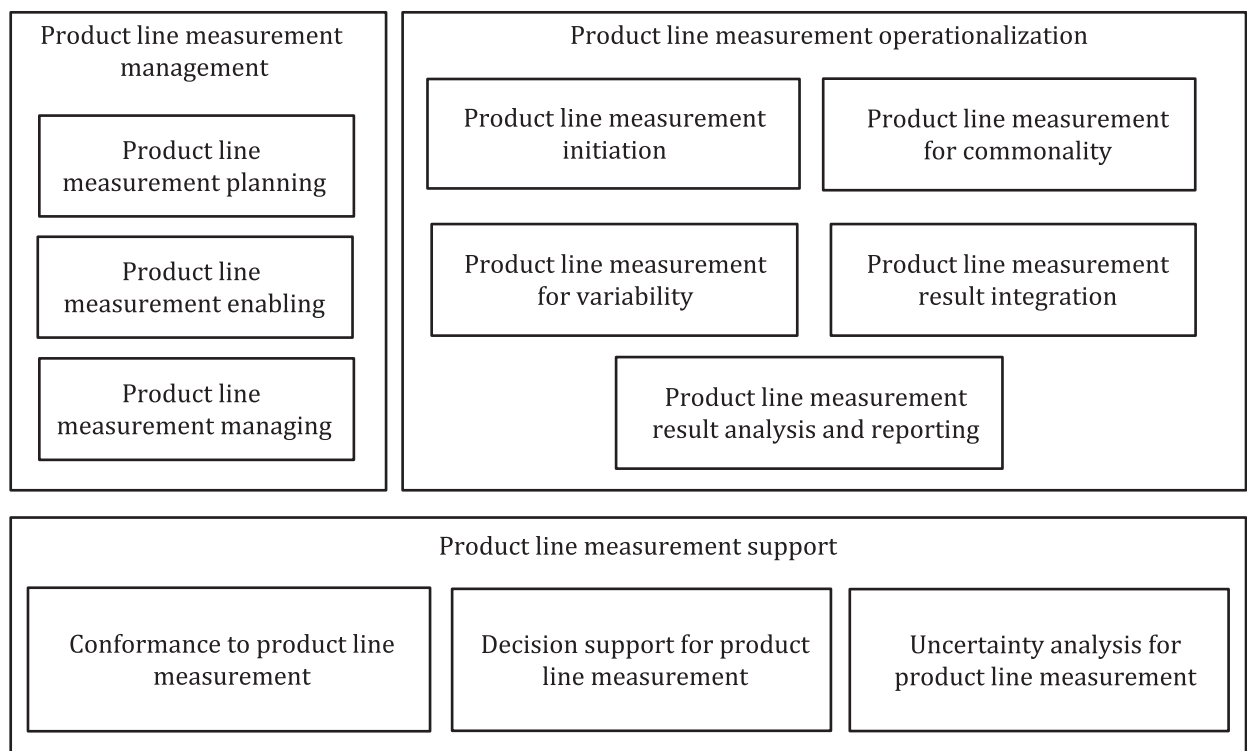 Product line measurement
management
Product line
measurement planning
Product line
measurement enabling
Product line
measurement managing
Product line measurement operationalization
Product line measurement
initiation
Product line measurement
for commonality
Product line measurement
for variability
Product line measurement
result integration
Product line measurement
result analysis and reporting
Product line measurement support
Conformance to product line
measurement
Decision support for product
line measurement
Uncertainty analysis for
product line measurement